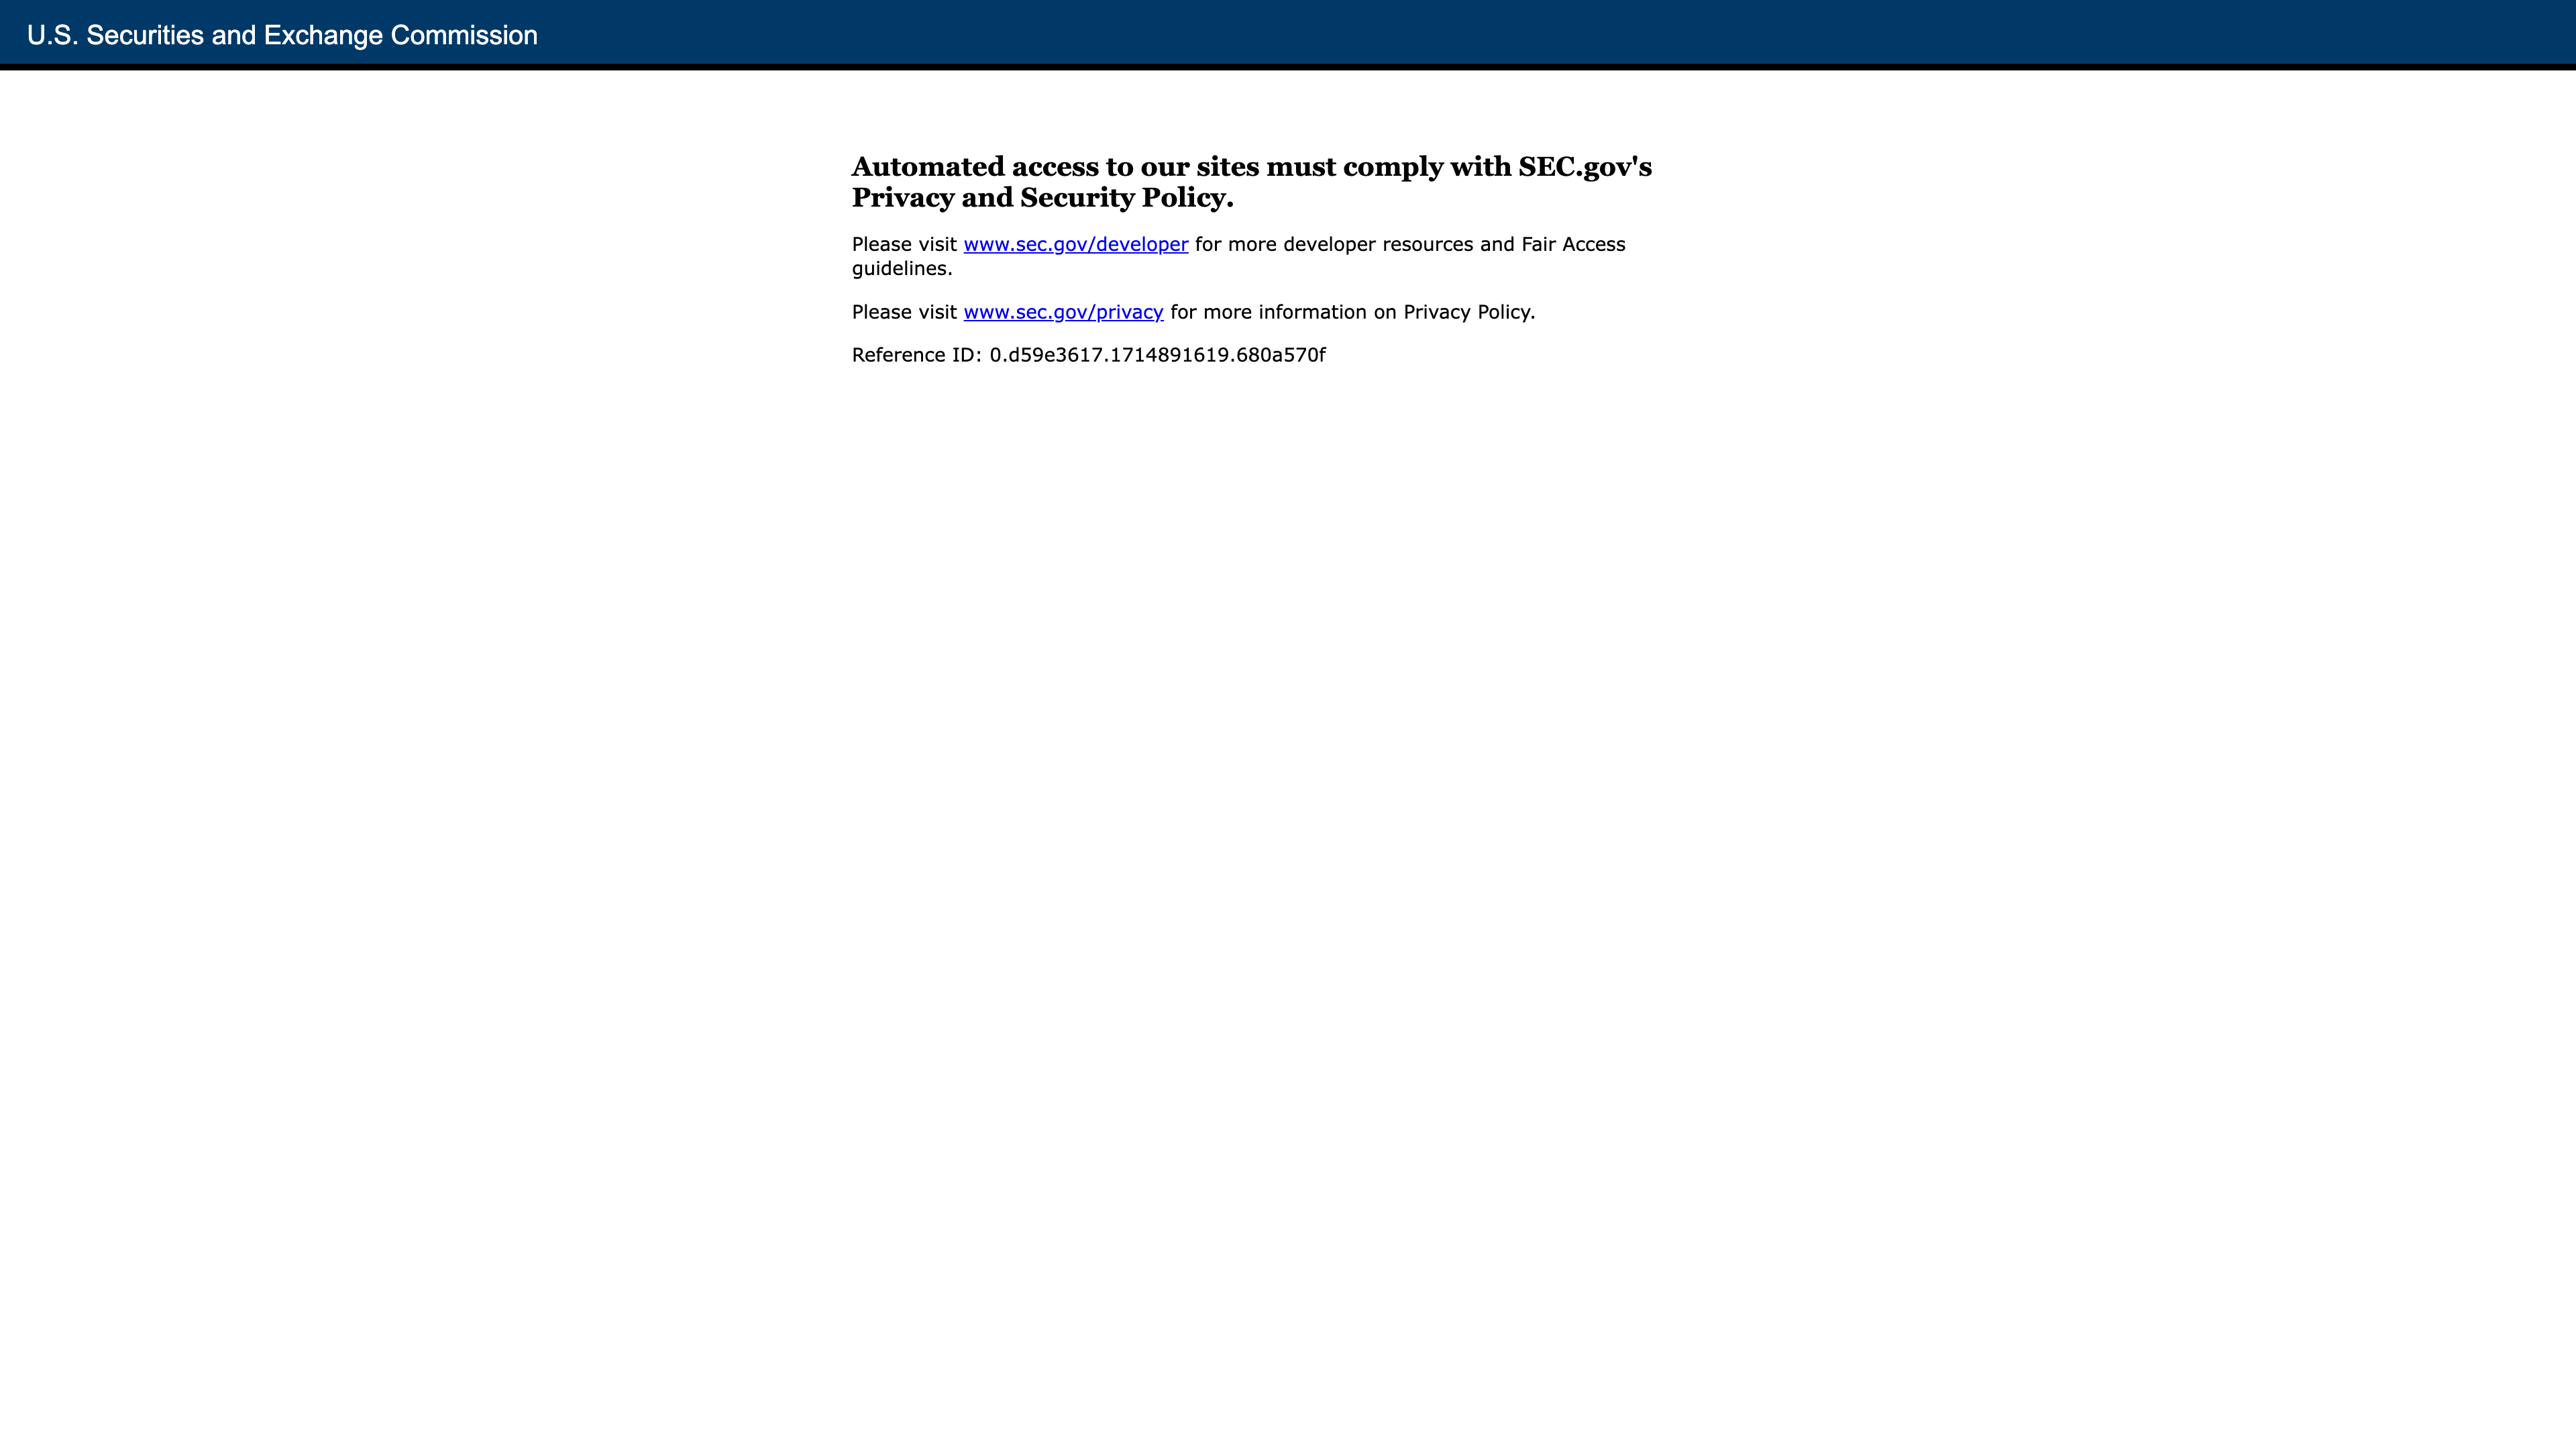 U.S. Securities and Exchange Commission
Automated access to our sites must comply with SEC.gov's
Privacy and Security Policy.
Please visit www.sec.gov/developer for more developer resources and Fair Access
guidelines.
Please visit www.sec.gov/privacy for more information on Privacy Policy.
Reference ID: 0.d59e3617.1714891619.680a570f